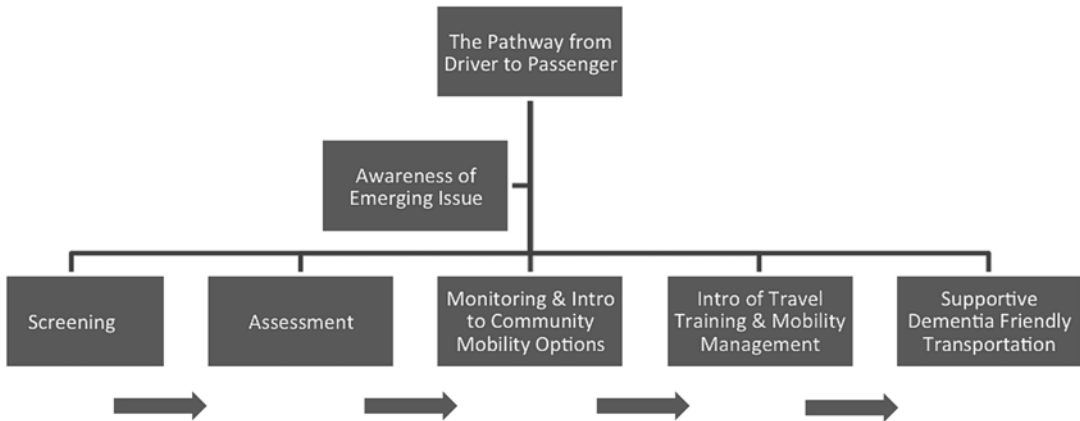 The Pathway from
Driver to Passenger
Awareness of
Emerging Issue
Screening
Assessment
Monitoring & Intro
to Community
Mobility Options
Intro of Travel
Training & Mobility
Management
Supportive
Dementia Friendly
Transportation